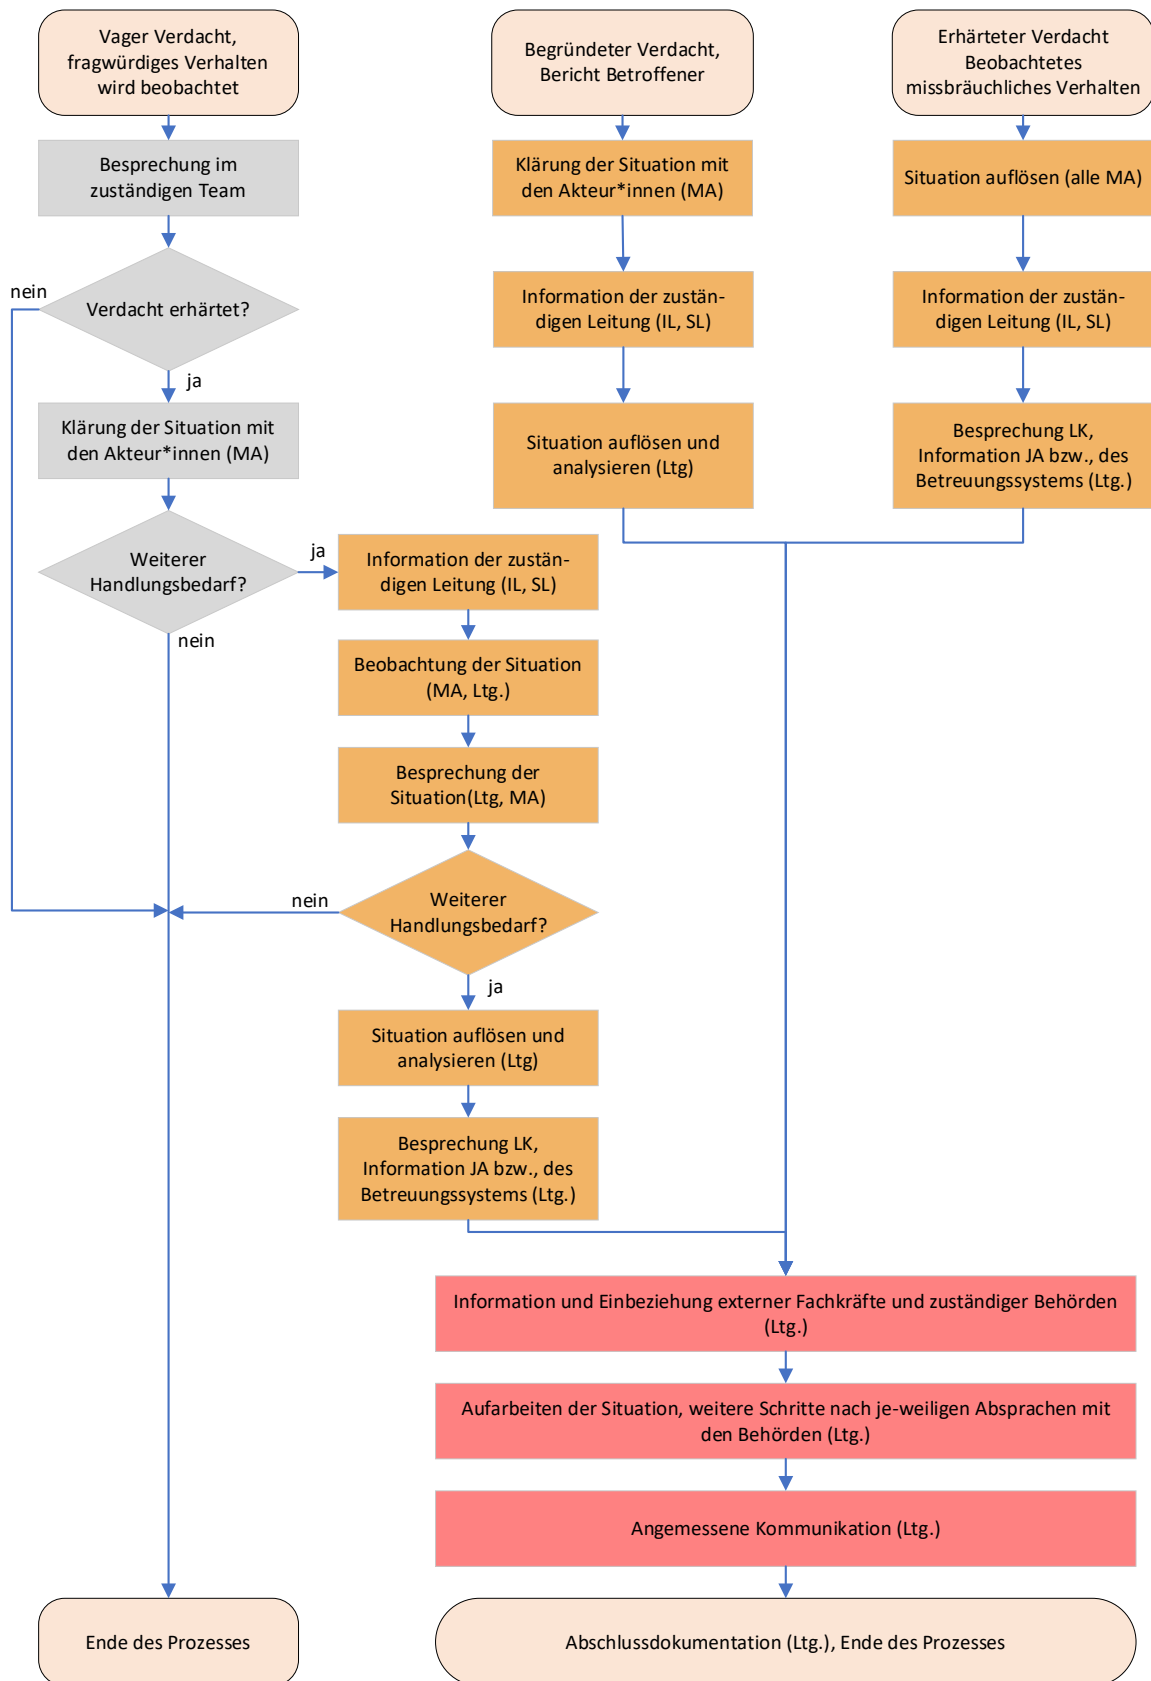 Vager Verdacht,
fragwürdiges Verhalten
wird beobachtet
Begründeter Verdacht,
Bericht Betroffener
Erhärteter Verdacht
Beobachtetes
missbräuchliches Verhalten
Besprechung im
zuständigen Team
Klärung der Situation mit
den Akteur*innen (MA)
Situation auflösen (alle MA)
nein
Verdacht erhärtet?
ja
Information der zustän-
digen Leitung (IL, SL)
Information der zustän-
digen Leitung (IL, SL)
Klärung der Situation mit
den Akteur*innen (MA)
Situation auflösen und
analysieren (Ltg)
Besprechung LK,
Information JA bzw., des
Betreuungssystems (Ltg.)
Weiterer
Handlungsbedarf?
ja
nein
Information der zustän-
digen Leitung (IL, SL)
Beobachtung der Situation
(MA, Ltg.)
Besprechung der
Situation(Ltg, MA)
nein
Weiterer
Handlungsbedarf?
ja
Situation auflösen und
analysieren (Ltg)
Besprechung LK,
Information JA bzw., des
Betreuungssystems (Ltg.)
Information und Einbeziehung externer Fachkräfte und zuständiger Behörden
(Ltg.)
Aufarbeiten der Situation, weitere Schritte nach je-weiligen Absprachen mit
den Behörden (Ltg.)
Angemessene Kommunikation (Ltg.)
Ende des Prozesses
Abschlussdokumentation (Ltg.), Ende des Prozesses